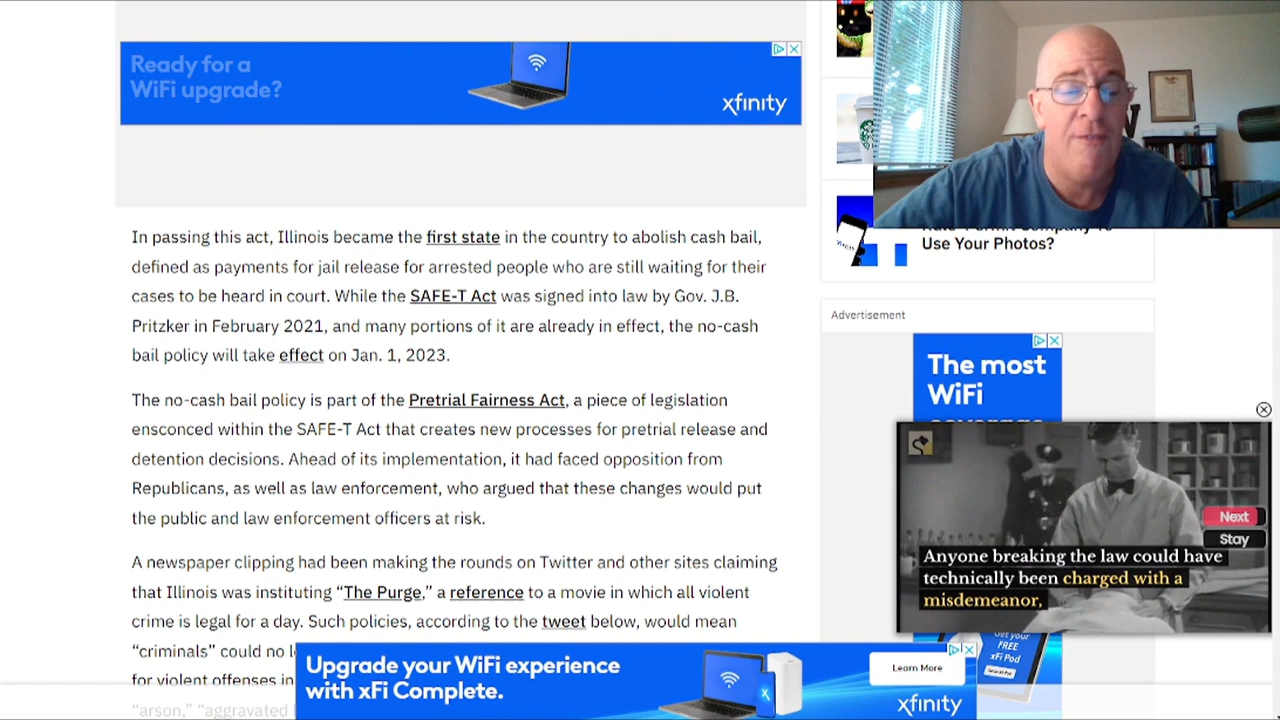 Ready for a
WiFi upgrade?
xfinity
In passing this act, Illinois became the first state in the country to abolish cash bail,
defined as payments for jail release for arrested people who are still waiting for their
cases to be heard in court. While the SAFE-T Act was signed into law by Gov. J.B.
Pritzker in February 2021, and many portions of it are already in effect, the no-cash
bail policy will take effect on Jan. 1, 2023.
The no-cash bail policy is part of the Pretrial Fairness Act, a piece of legislation
ensconced within the SAFE-T Act that creates new processes for pretrial release and
detention decisions. Ahead of its implementation, it had faced opposition from
Republicans, as well as law enforcement, who argued that these changes would put
the public and law enforcement officers at risk.
A newspaper clipping had been making the rounds on Twitter and other sites claiming
that Illinois was instituting “The Purge,” a reference to a movie in which all violent
crime is legal for a day. Such policies, according to the tweet below, would mean
“criminals” could no
for violent offenses in
“arson,” “aggravated
Use Your Photos?
Advertisement
The most
WiFi
coverage
Next
Stay
Anyone breaking the law could have
technically been charged with a
misdemeanor,
Get your
xFi Pod
Upgrade your WiFi experience
with xFi Complete.
Learn More
xfinity